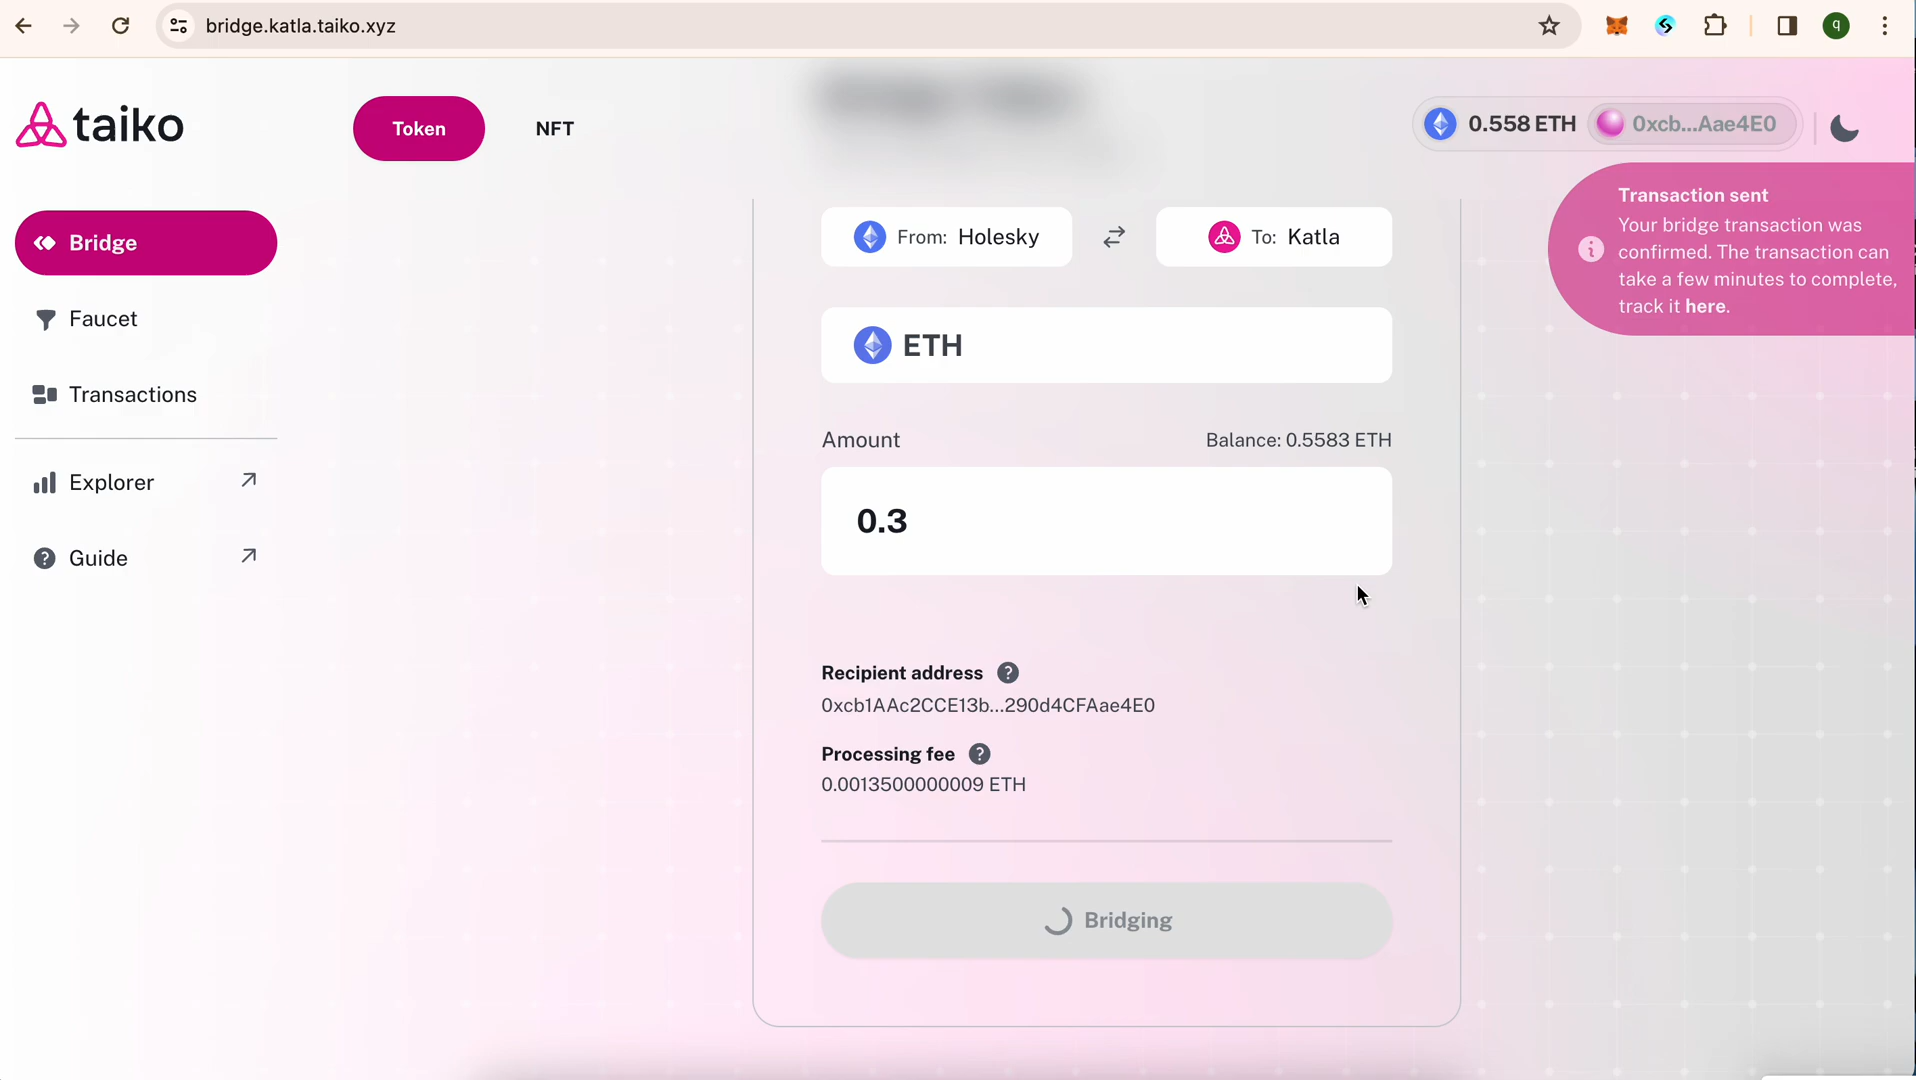 bridge.katla.taiko.xyz
q
taiko
Token
NFT
0.558 ETH
0xcb...Aae4E0
Transaction sent
Your bridge transaction was
confirmed. The transaction can
take a few minutes to complete,
track it here.
Bridge
Faucet
Transactions
Explorer
Guide
From: Holesky
To: Katla
ETH
Amount
Balance: 0.5583 ETH
0.3
Recipient address
0xcb1AAc2CCE13b...290d4CFAae4E0
Processing fee
0.0013500000009 ETH
Bridging